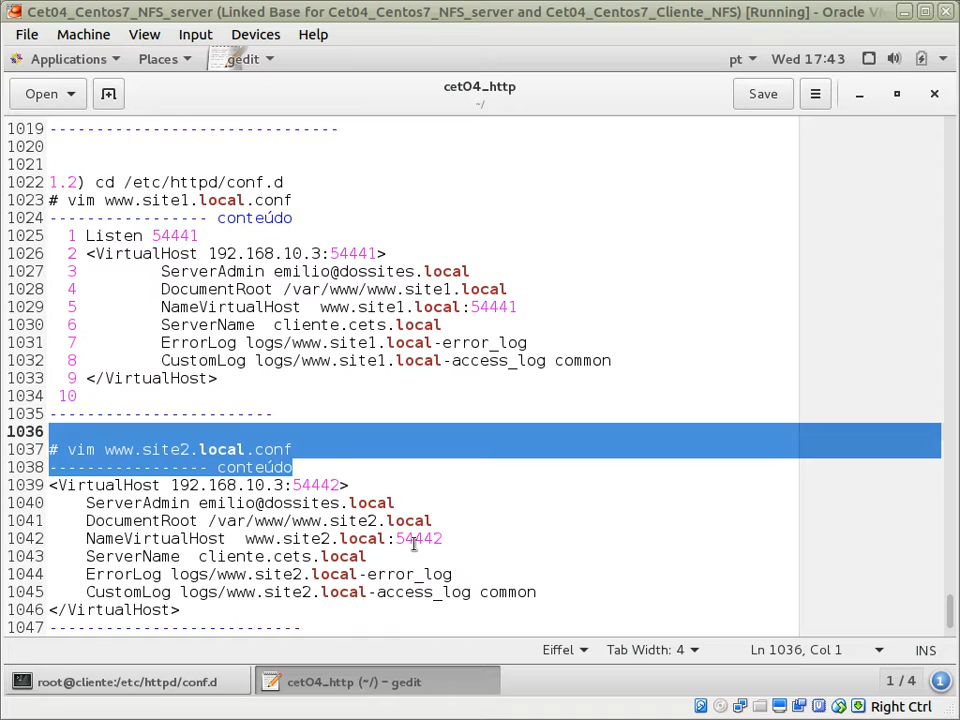 Cet04_Centos7_NFS_server (Linked Base for Cet04_Centos7_NFS_server and Cet04_Centos7_Cliente_NFS) [Running] - Oracle
File Machine View Input Devices Help
Applications Places gedit pt Wed 17:43
Open cet04_http Save
~/
1019 -------------------------------
1020
1021
1022 1.2) cd /etc/httpd/conf.d
1023 # vim www.site1.local.conf
1024 ----------------- conteúdo
1025 1 Listen 54441
1026 2 <VirtualHost 192.168.10.3:54441>
1027 3 ServerAdmin emilio@dossites.local
1028 4 DocumentRoot /var/www/www.site1.local
1029 5 NameVirtualHost www.site1.local:54441
1030 6 ServerName cliente.cets.local
1031 7 ErrorLog logs/www.site1.local-error_log
1032 8 CustomLog logs/www.site1.local-access_log common
1033 9 </VirtualHost>
1034 10
1035 ------------------------
1036
1037 # vim www.site2.local.conf
1038 ----------------- conteúdo
1039 <VirtualHost 192.168.10.3:54442>
1040 ServerAdmin emilio@dossites.local
1041 DocumentRoot /var/www/www.site2.local
1042 NameVirtualHost www.site2.local:54442
1043 ServerName cliente.cets.local
1044 ErrorLog logs/www.site2.local-error_log
1045 CustomLog logs/www.site2.local-access_log common
1046 </VirtualHost>
1047 ---------------------------
Eiffel Tab Width: 4 Ln 1036, Col 1 INS
root@cliente:/etc/httpd/conf.d cet04_http (~/) - gedit 1 / 4 1
Right Ctrl